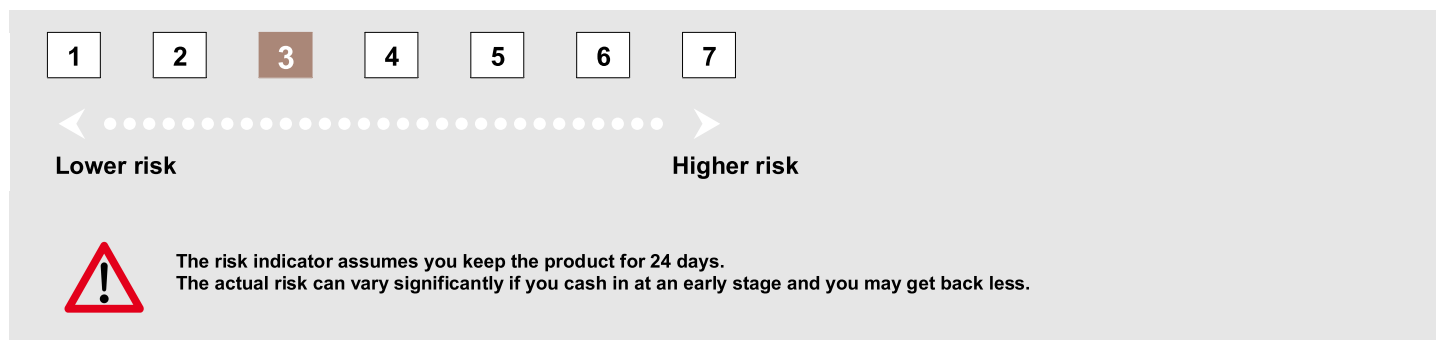 1 2 3 4 5 6 7
Lower risk Higher risk
The risk indicator assumes you keep the product for 24 days.
The actual risk can vary significantly if you cash in at an early stage and you may get back less.